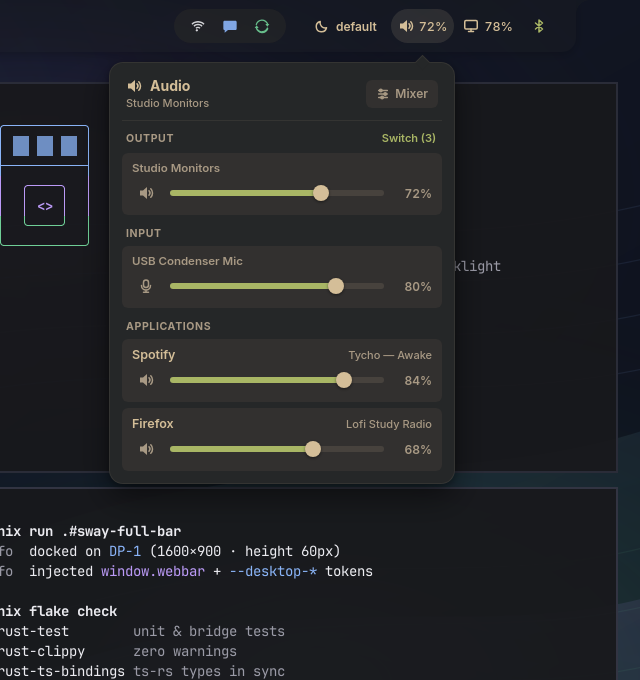 default 72% 78%
Audio
Studio Monitors
Mixer
OUTPUT Switch (3)
Studio Monitors
72%
INPUT
USB Condenser Mic
80%
APPLICATIONS
Spotify Tycho — Awake
84%
Firefox Lofi Study Radio
68%
<>
klight
nix run .#sway-full-bar
fo docked on DP-1 (1600×900 · height 60px)
fo injected window.webbar + --desktop-* tokens
nix flake check
rust-test unit & bridge tests
rust-clippy zero warnings
rust-ts-bindings ts-rs types in sync